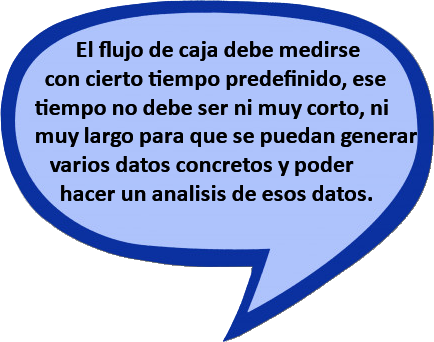 El flujo de caja debe medirse
con cierto tiempo predefinido, ese
tiempo no debe ser ni muy corto, ni
muy largo para que se puedan generar
varios datos concretos y poder
hacer un analisis de esos datos.